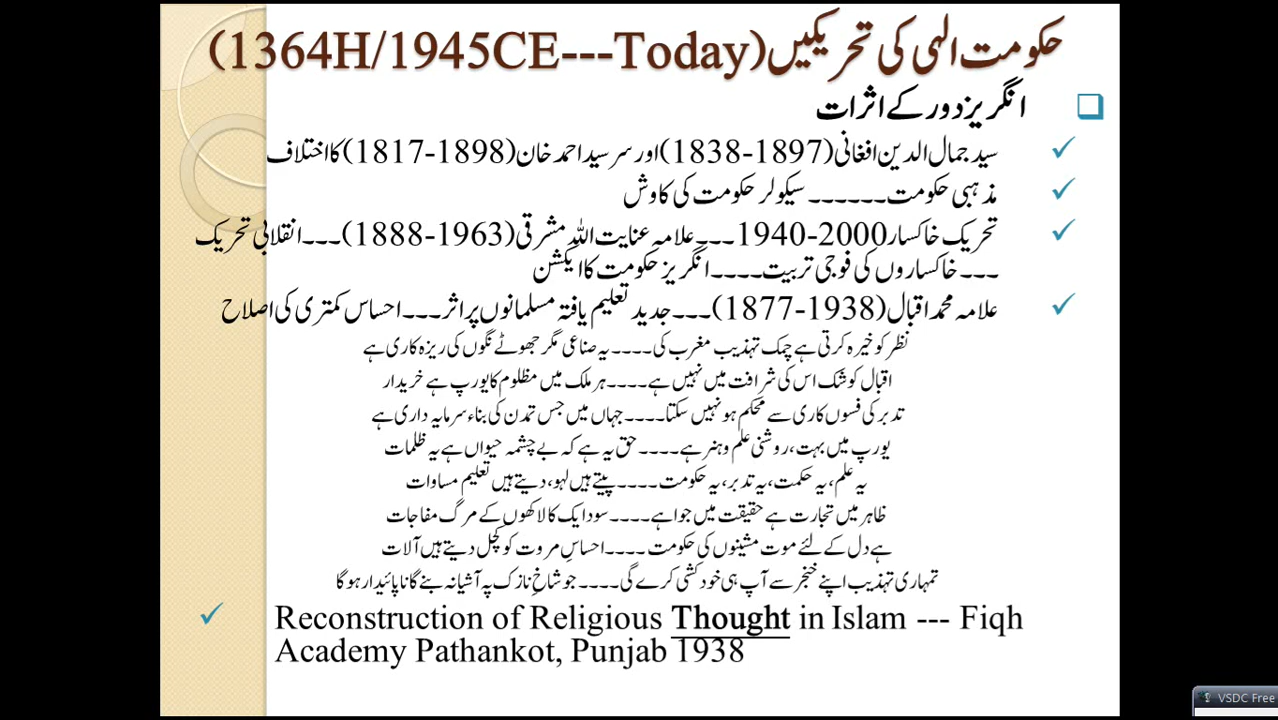 حکومت الہی کی تحریکیں(1364H/1945CE---Today)
انگریز دور کے اثرات
سید جمال الدین افغانی(1838-1897)اور سر سید احمد خان(1817-1898)کا اختلاف
مذہبی حکومت۔۔۔۔۔۔ سیکولر حکومت کی کاوش
تحریک خاکسار1940-2000۔۔۔علامہ عنایت اللہ مشرقی(1888-1963)۔۔۔انقلابی تحریک
۔۔۔خاکساروں کی فوجی تربیت۔۔۔۔انگریز حکومت کا ایکشن
علامہ محمد اقبال(1877-1938)۔۔۔جدید تعلیم یافتہ مسلمانوں پر اثر۔۔۔احساس کمتری کی اصلاح
نظر کو خیرہ کرتی ہے چمک تہذیب مغرب کی۔۔۔۔یہ صناعی مگر جھوٹے نگوں کی ریزہ کاری ہے
اقبال کو شک اس کی شرافت میں نہیں ہے۔۔۔۔ہر ملک میں مظلوم کا یورپ ہے خریدار
تدبر کی فسوں کاری سے محکم ہو نہیں سکتا۔۔۔۔جہاں میں جس تمدن کی بناء سرمایہ داری ہے
یورپ میں بہت،روشنی علم و ہنر ہے۔۔۔۔حق یہ ہے کہ بے چشمہ حیواں ہے یہ ظلمات
یہ علم،یہ حکمت،یہ تدبر،یہ حکومت۔۔۔۔پیتے ہیں لہو،دیتے ہیں تعلیم مساوات
ظاہر میں تجارت ہے حقیقت میں جوا ہے۔۔۔۔سود ایک کا لاکھوں کے مرگ مفاجات
ہے دل کے لئے موت مشینوں کی حکومت ۔۔۔۔احساسِ مروت کو کچل دیتے ہیں آلات
تمہاری تہذیب اپنے خنجر سے آپ ہی خود کشی کرے گی۔۔۔۔جو شاخِ نازک پہ آشیانہ بنے گا ناپائیدار ہو گا
Reconstruction of Religious Thought in Islam --- Fiqh
Academy Pathankot, Punjab 1938
VSDC Free